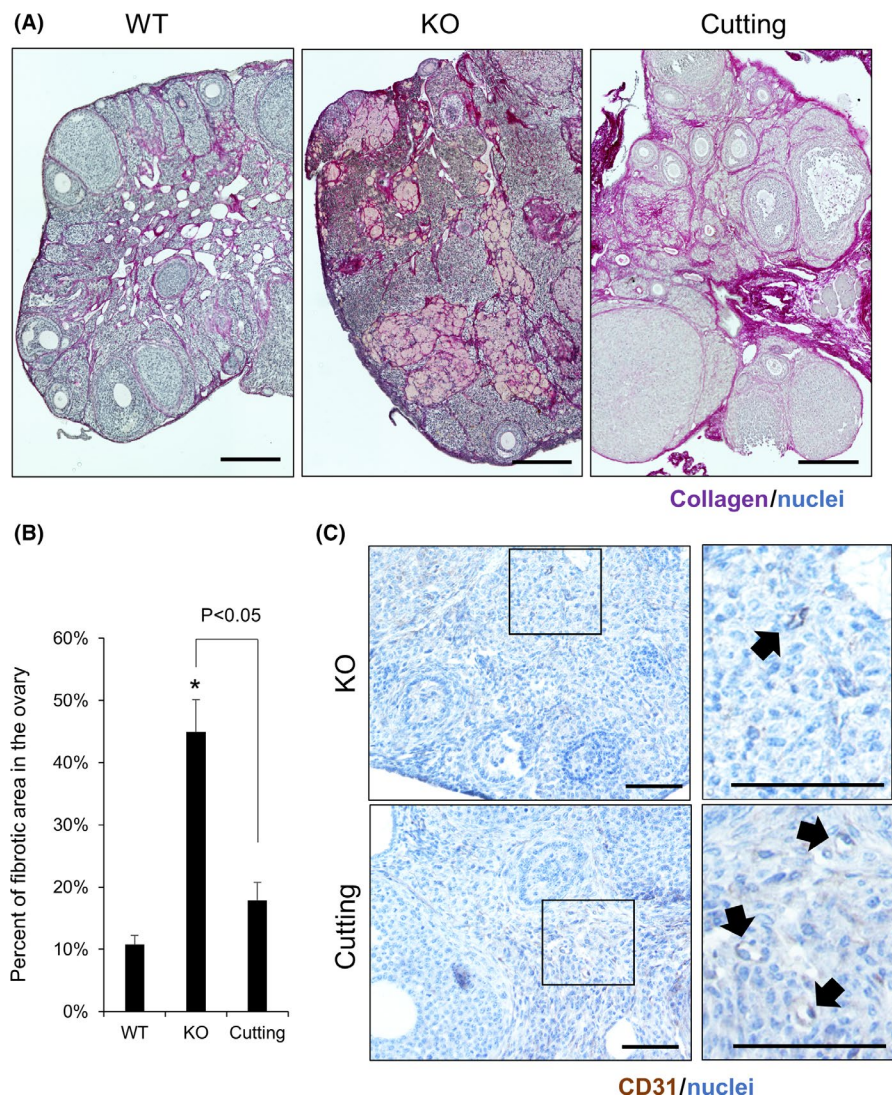 (A)
WT
KO
Cutting
Collagen/nuclei
(B)
P<0.05
60%
50%
40%
30%
20%
10%
0%
*
Percent of fibrotic area in the ovary
WT
KO
Cutting
(C)
KO
Cutting
CD31/nuclei